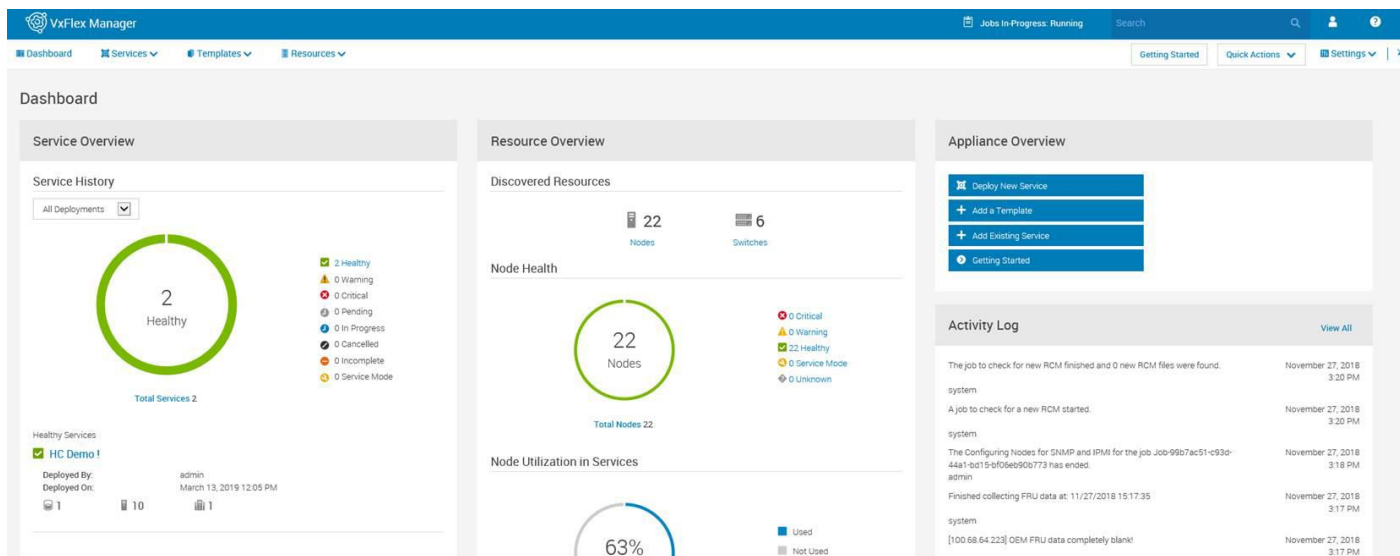 VxFlex Manager
Jobs In-Progress: Running
Search
Dashboard
Services
Templates
Resources
Getting Started
Quick Actions
Settings
Dashboard
Service Overview
Service History
All Deployments
2
Healthy
2 Healthy
0 Warning
0 Critical
0 Pending
0 In Progress
0 Cancelled
0 Incomplete
0 Service Mode
Total Services 2
Healthy Services
HC Demo !
Deployed By: admin
Deployed On: March 13, 2019 12:05 PM
1 10 1
Resource Overview
Discovered Resources
22
Nodes
6
Switches
Node Health
22
Nodes
0 Critical
0 Warning
22 Healthy
0 Service Mode
0 Unknown
Total Nodes 22
Node Utilization in Services
63%
Used
Not Used
Appliance Overview
Deploy New Service
Add a Template
Add Existing Service
Getting Started
Activity Log
View All
The job to check for new RCM finished and 0 new RCM files were found. November 27, 2018
3:20 PM
system
A job to check for a new RCM started. November 27, 2018
3:20 PM
system
The Configuring Nodes for SNMP and IPMI for the job Job-99b7ac51-c93d- November 27, 2018
44a1-bd15-bf06eb90b773 has ended. 3:18 PM
admin
Finished collecting FRU data at: 11/27/2018 15:17:35 November 27, 2018
3:17 PM
system
[100.68.64.223] OEM FRU data completely blank! November 27, 2018
3:17 PM